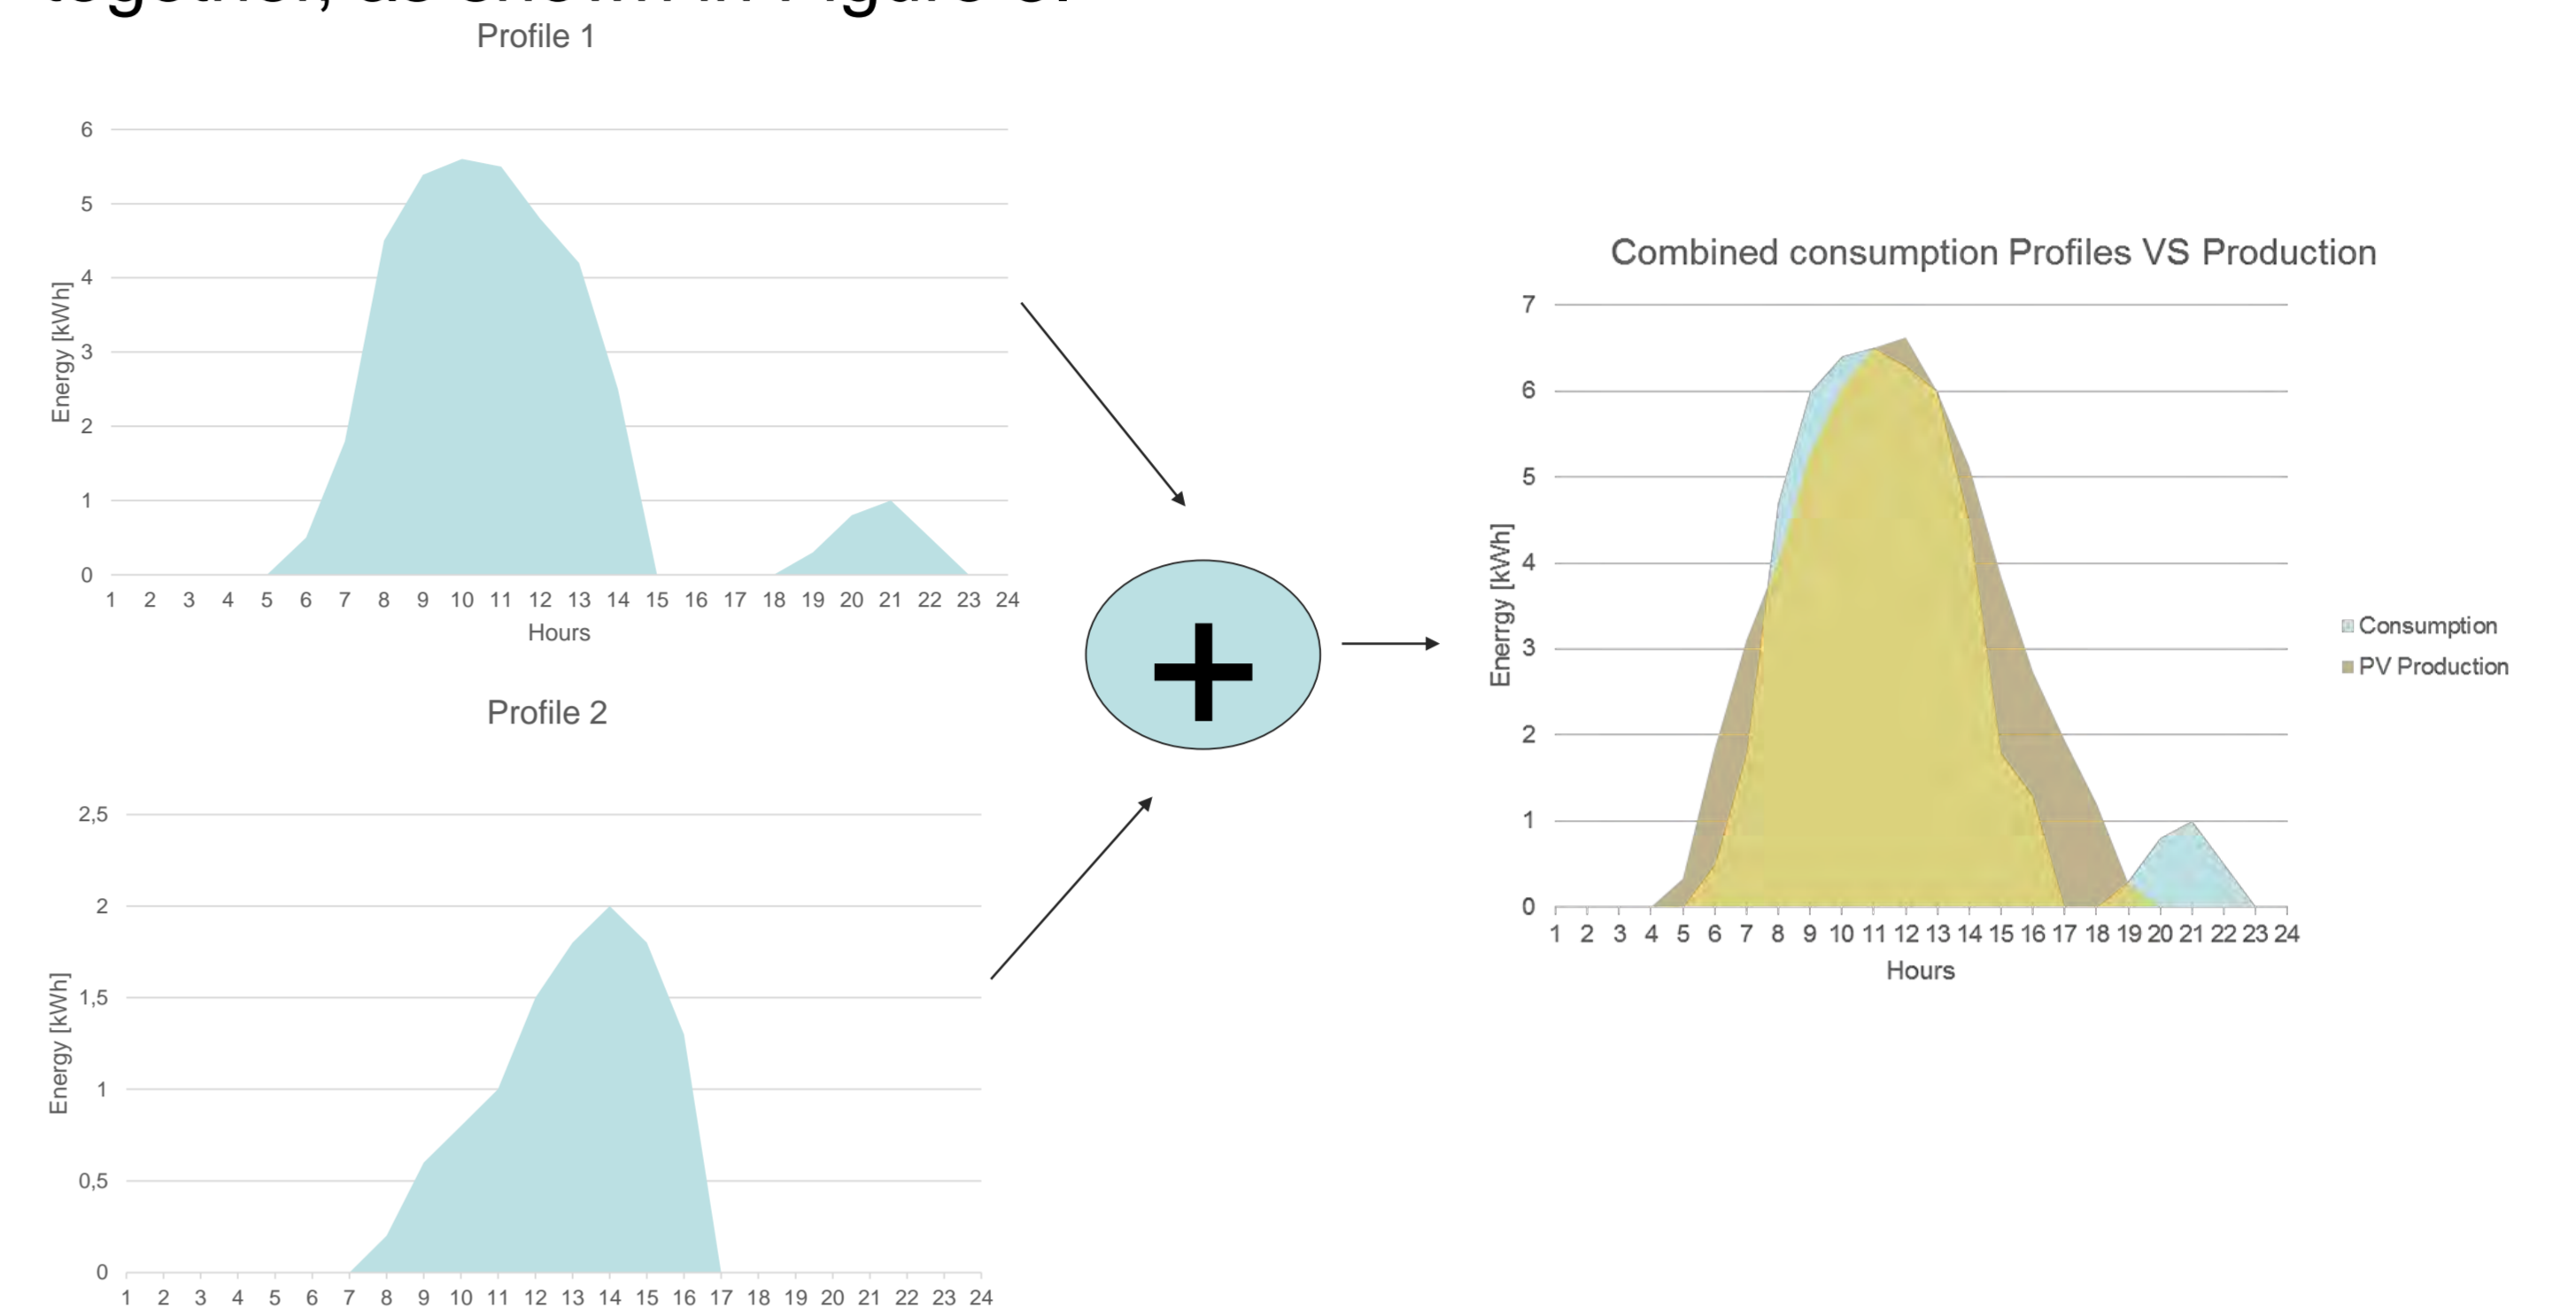 together, as shown in Figure
Profile 1
6
5
4
3
2
1
0
Energy [kWh]
1 2 3 4 5 6 7 8 9 10 11 12 13 14 15 16 17 18 19 20 21 22 23 24
Hours
Profile 2
2,5
2
1,5
1
0,5
0
Energy [kWh]
1 2 3 4 5 6 7 8 9 10 11 12 13 14 15 16 17 18 19 20 21 22 23 24
+
Combined consumption Profiles VS Production
7
6
5
4
3
2
1
0
Enerrgy [kWh]
1 2 3 4 5 6 7 8 9 10 11 12 13 14 15 16 17 18 19 20 21 22 23 24
Hours
Consumption
PV Production